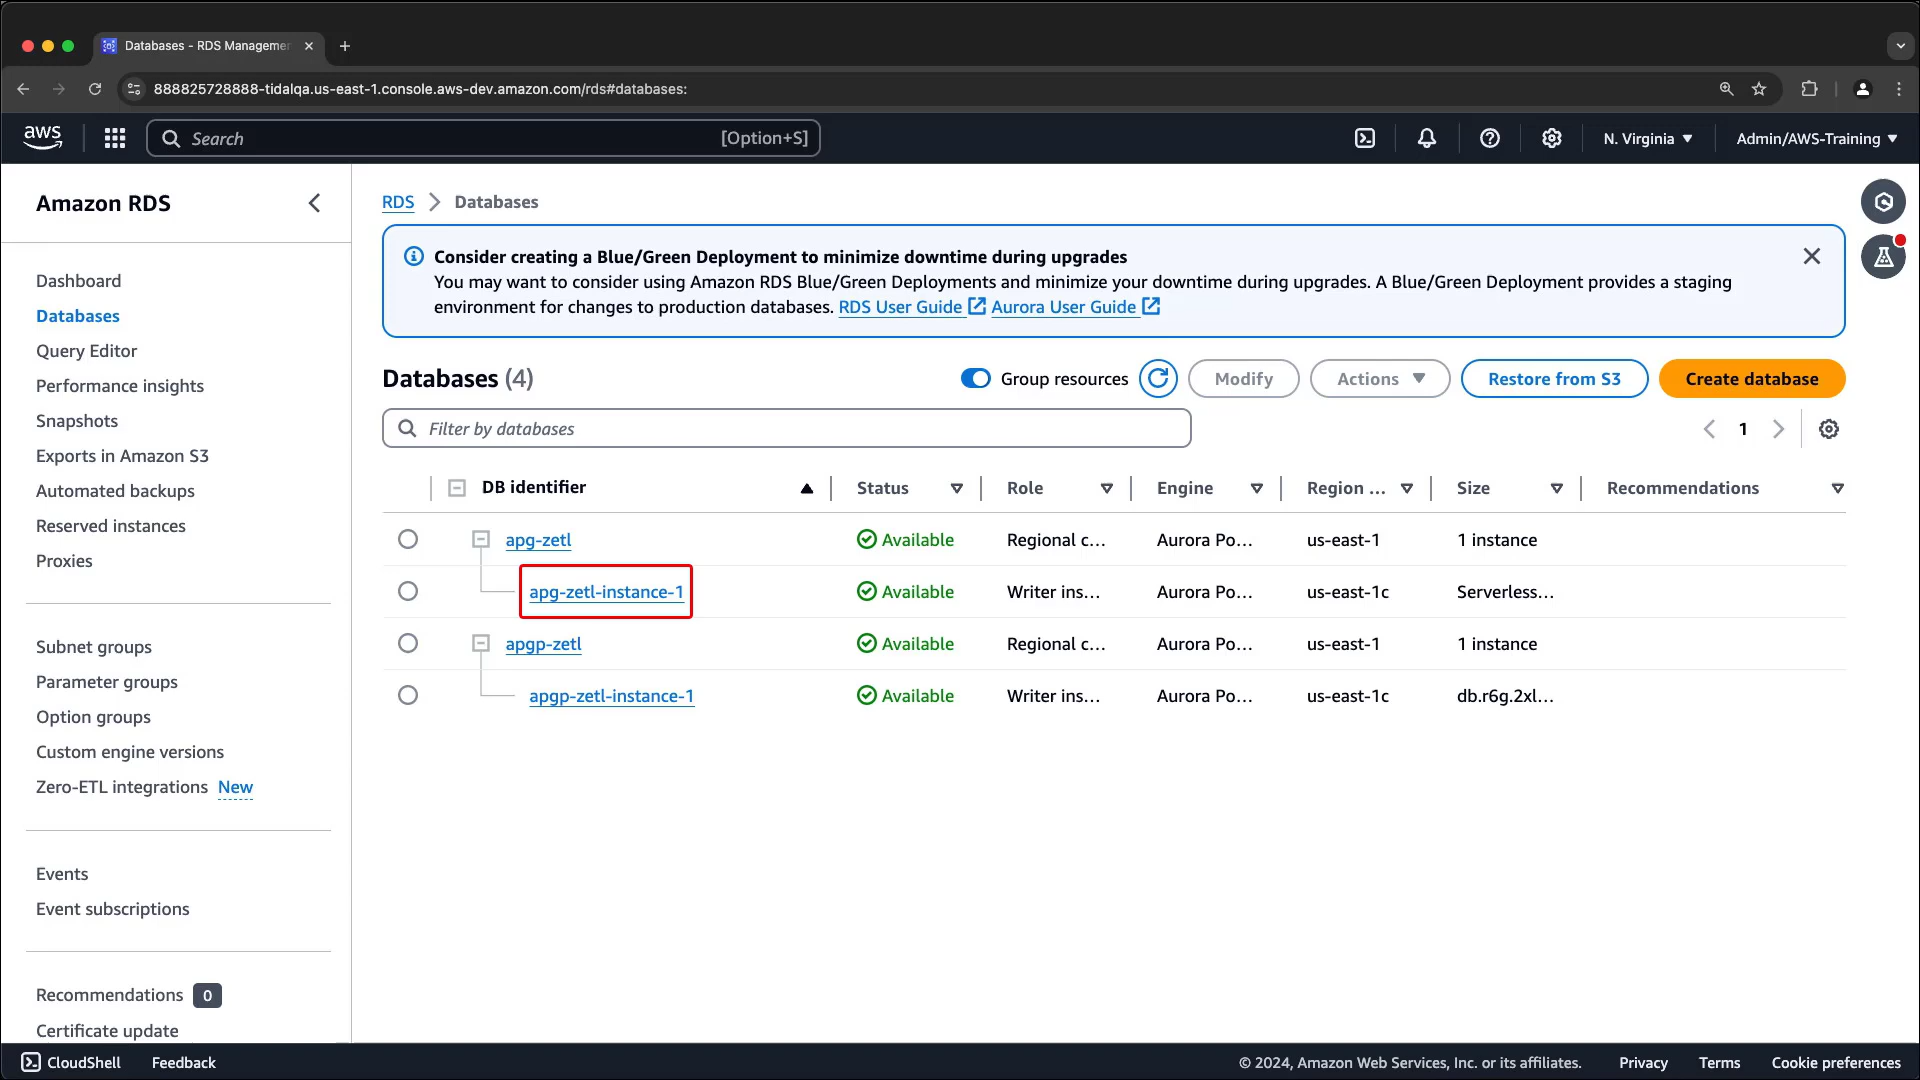 Databases - RDS Managemen
888825728888-tidalqa.us-east-1.console.aws-dev.amazon.com/rds#databases:
aws
Search
[Option+S]
N. Virginia
Admin/AWS-Training
Amazon RDS
Dashboard
Databases
Query Editor
Performance insights
Snapshots
Exports in Amazon S3
Automated backups
Reserved instances
Proxies
Subnet groups
Parameter groups
Option groups
Custom engine versions
Zero-ETL integrations New
Events
Event subscriptions
Recommendations 0
Certificate update
RDS > Databases
Consider creating a Blue/Green Deployment to minimize downtime during upgrades
You may want to consider using Amazon RDS Blue/Green Deployments and minimize your downtime during upgrades. A Blue/Green Deployment provides a staging
environment for changes to production databases. RDS User Guide Aurora User Guide
Databases (4)
Group resources
Modify
Actions
Restore from S3
Create database
Filter by databases
1
DB identifier Status Role Engine Region ... Size Recommendations
apg-zetl Available Regional c... Aurora Po... us-east-1 1 instance
apg-zetl-instance-1 Available Writer ins... Aurora Po... us-east-1c Serverless...
apgp-zetl Available Regional c... Aurora Po... us-east-1 1 instance
apgp-zetl-instance-1 Available Writer ins... Aurora Po... us-east-1c db.r6g.2xl...
CloudShell Feedback
© 2024, Amazon Web Services, Inc. or its affiliates. Privacy Terms Cookie preferences